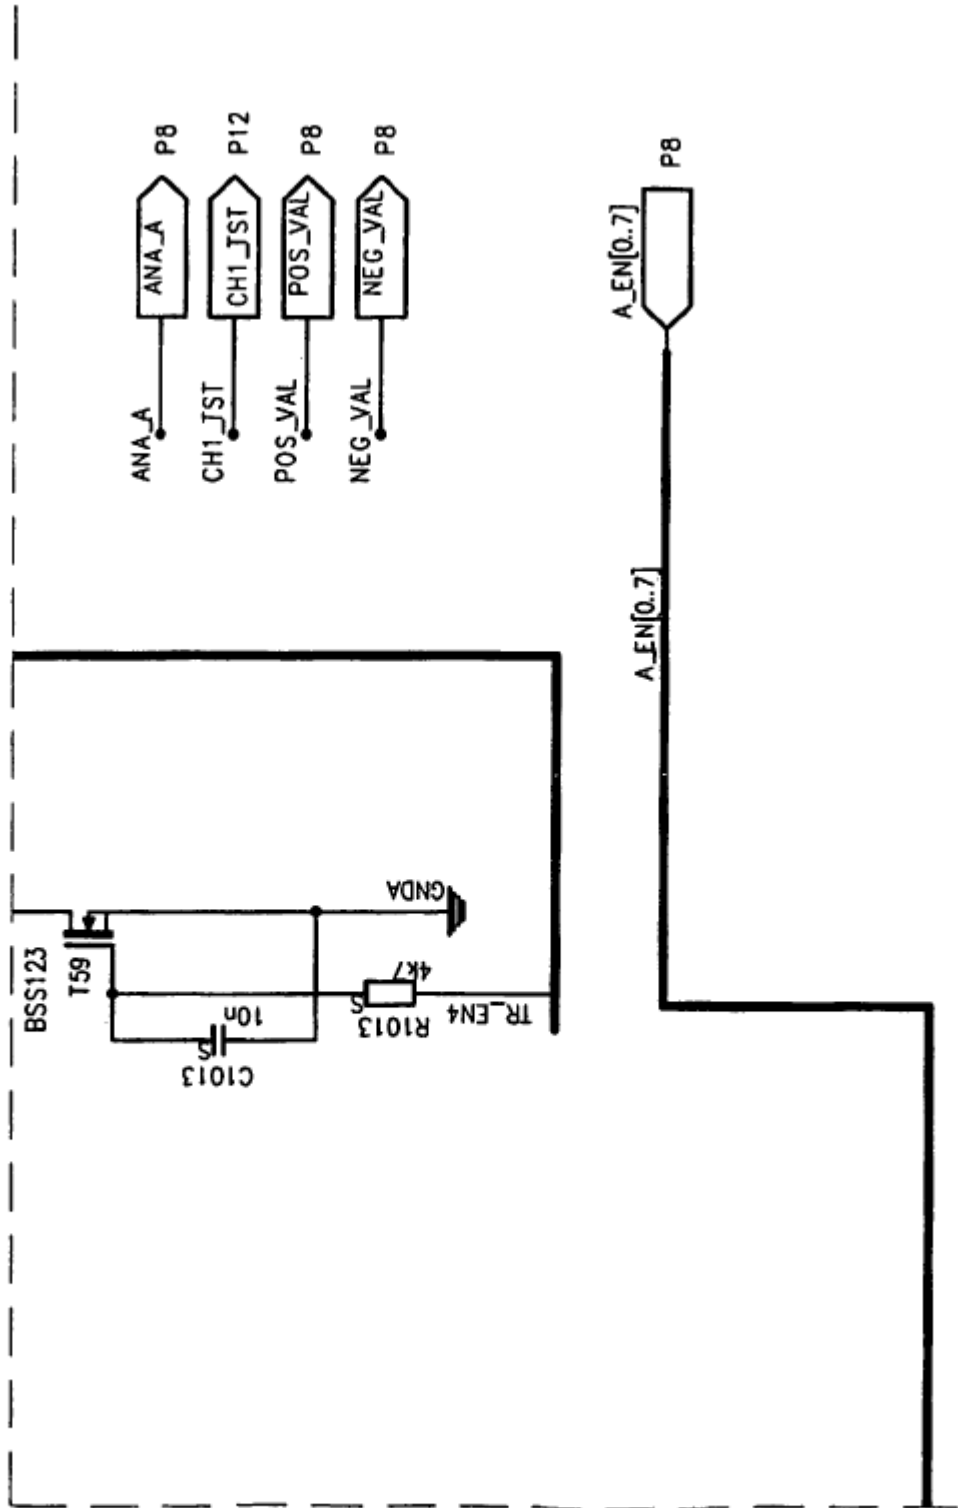 P8
P12
P8
P8
ANA_A
CH1_TST
POS_VAL
NEG_VAL
ANA_A
CH1_TST
POS_VAL
NEG_VAL
P8
A_EN[0..7]
A_EN[0..7]
BSS123
T59
GNDA
4k7
S
R1013
TR_EN4
10n
S
C1013